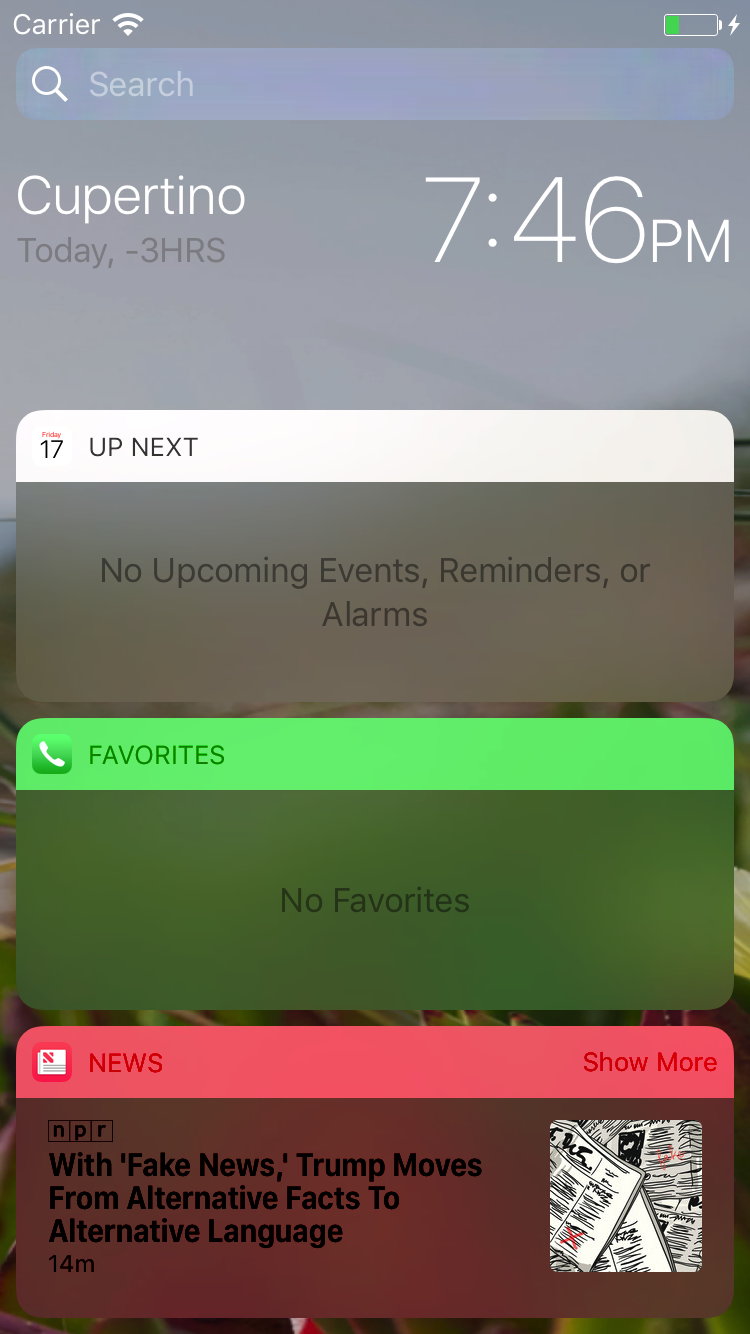 Carrier
Search
Cupertino
7:46PM
Today, -3HRS
Friday
17
UP NEXT
No Upcoming Events, Reminders, or
Alarms
FAVORITES
No Favorites
NEWS
Show More
npr
With 'Fake News,' Trump Moves
From Alternative Facts To
Alternative Language
14m